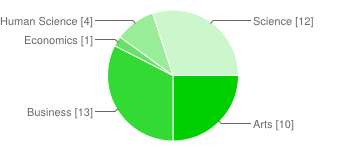 Human Science [4]
Science [12]
Economics [1]
Business [13]
Arts [10]